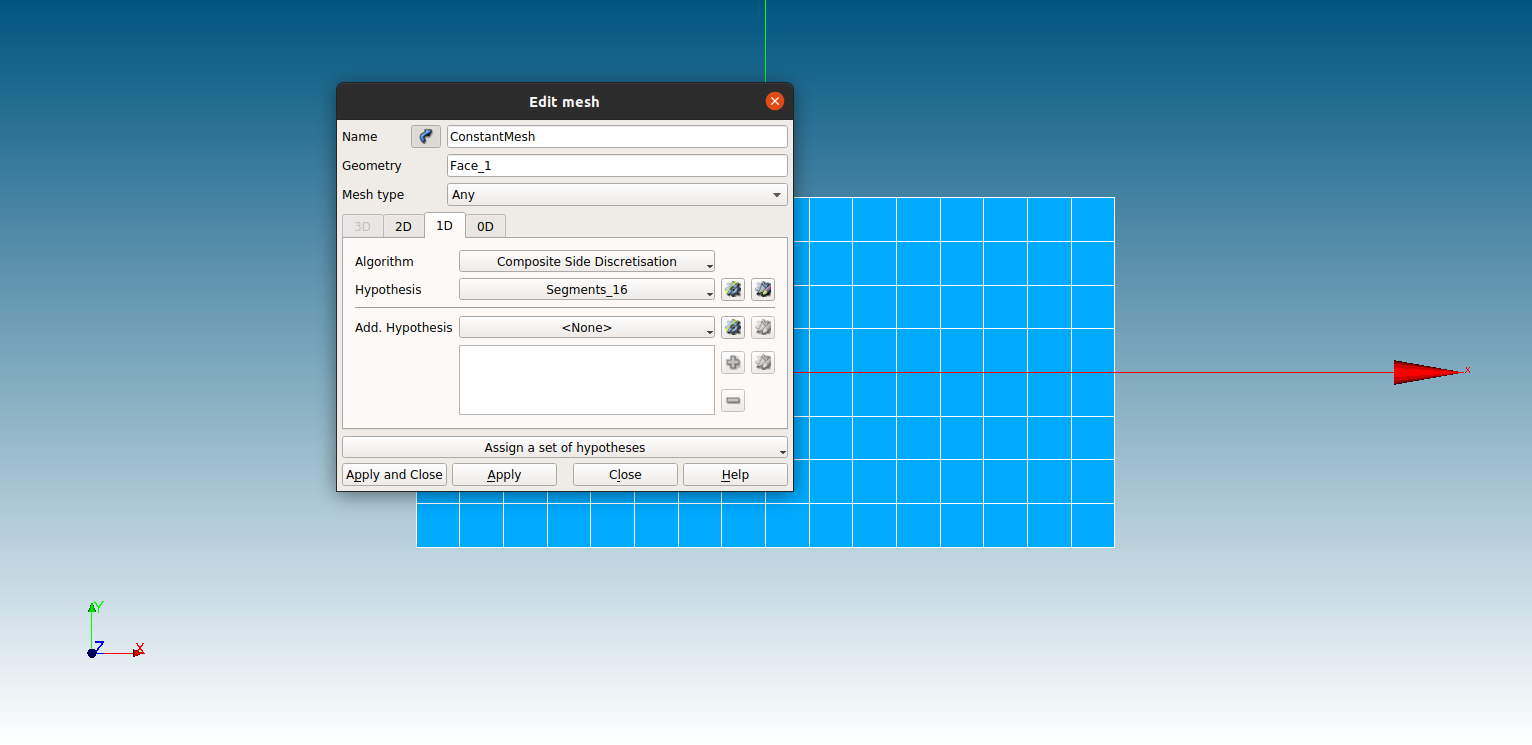 Edit mesh
Name ConstantMesh
Geometry Face_1
Mesh type Any
3D 2D 1D 0D
Algorithm Composite Side Discretisation
Hypothesis Segments_16
Add. Hypothesis <None>
Assign a set of hypotheses
Apply and Close Apply Close Help
X
Y
Z X